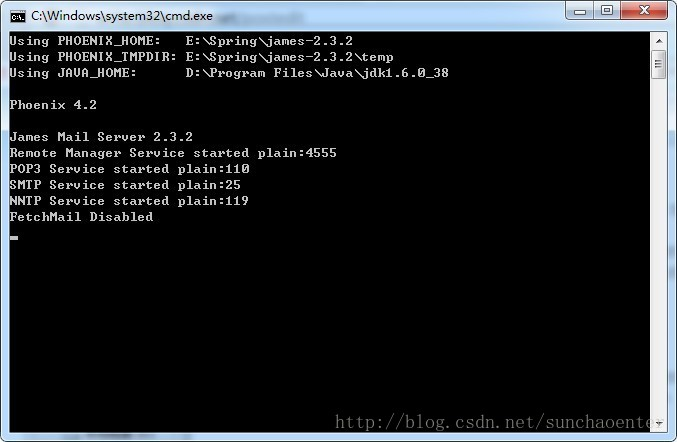 C:\Windows\system32\cmd.exe
Using PHOENIX_HOME:   E:\Spring\james-2.3.2
Using PHOENIX_TMPDIR: E:\Spring\james-2.3.2\temp
Using JAVA_HOME:      D:\Program Files\Java\jdk1.6.0_38
Phoenix 4.2
James Mail Server 2.3.2
Remote Manager Service started plain:4555
POP3 Service started plain:110
SMTP Service started plain:25
NNTP Service started plain:119
FetchMail Disabled
http://blog.csdn.net/sunchaoenter